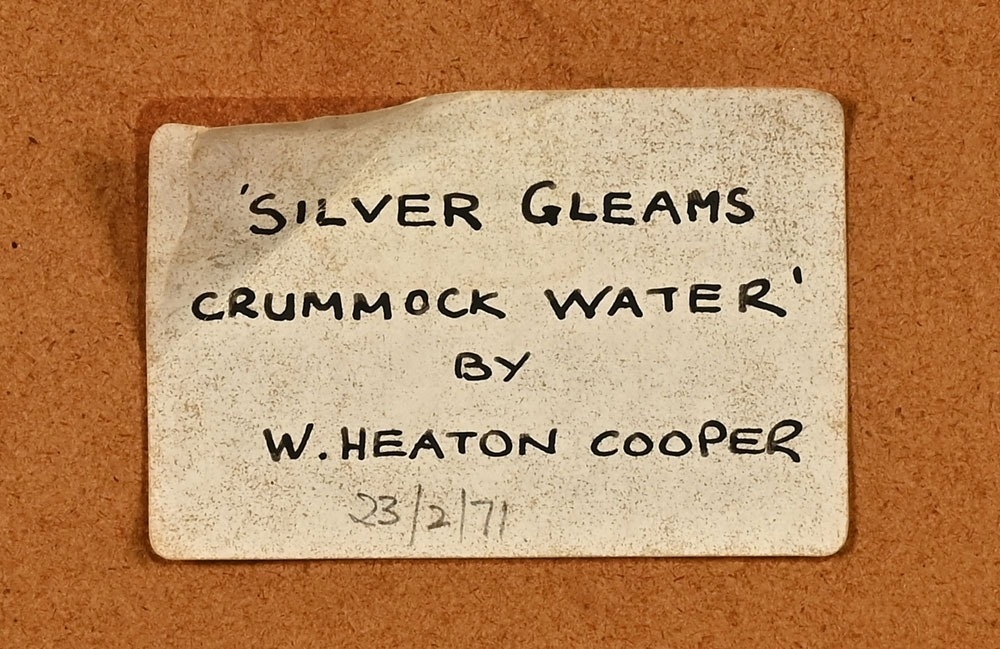 'SILVER GLEAMS
CRUMMOCK WATER'
BY
W. HEATON COOPER
23/2/71